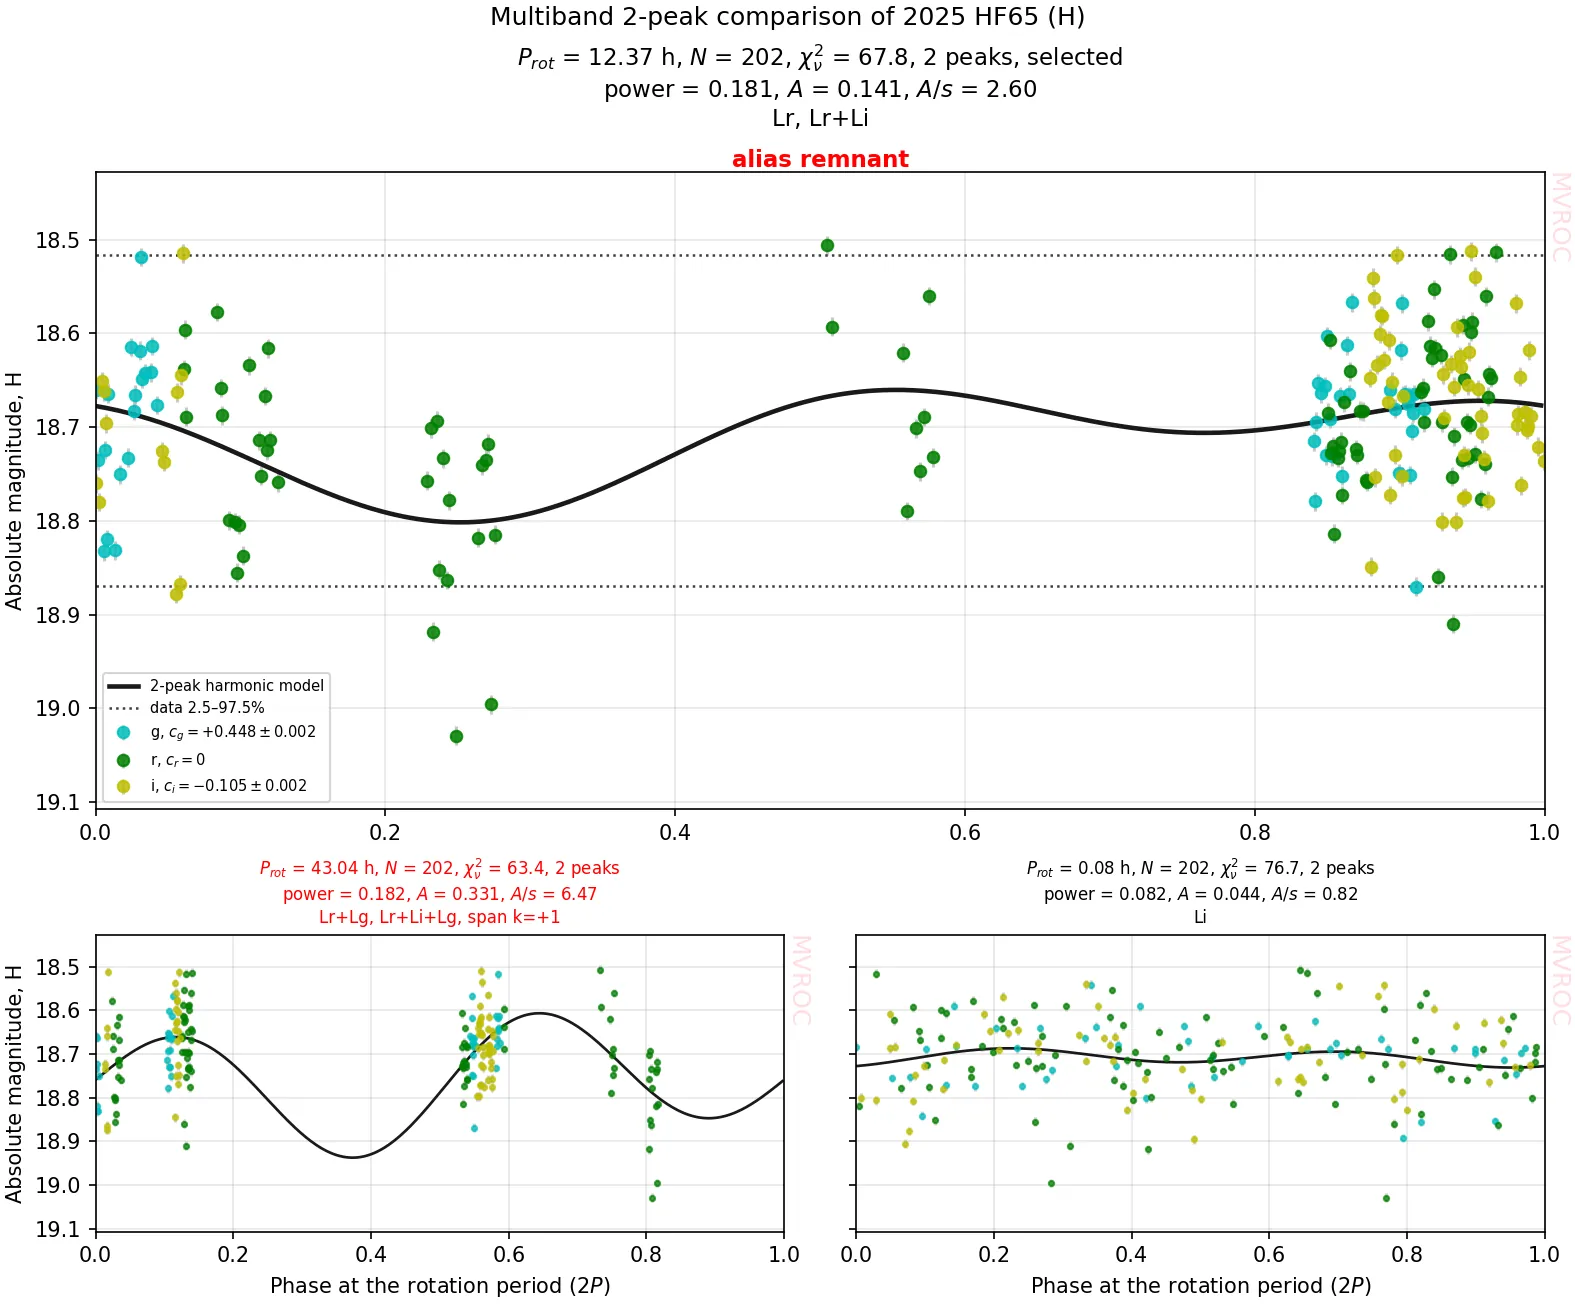 Multiband 2-peak comparison of 2025 HF65 (H)
P_rot = 12.37 h, N = 202, χ²_ν = 67.8, 2 peaks, selected
power = 0.181, A = 0.141, A/s = 2.60
Lr, Lr+Li
alias remnant
MVROC
Absolute magnitude, H
18.5
18.6
18.7
18.8
18.9
19.0
19.1
2-peak harmonic model
data 2.5–97.5%
g, c_g = +0.448 ± 0.002
r, c_r = 0
i, c_i = −0.105 ± 0.002
0.0 0.2 0.4 0.6 0.8 1.0
P_rot = 43.04 h, N = 202, χ²_ν = 63.4, 2 peaks
power = 0.182, A = 0.331, A/s = 6.47
Lr+Lg, Lr+Li+Lg, span k=+1
MVROC
Absolute magnitude, H
18.5
18.6
18.7
18.8
18.9
19.0
19.1
0.0 0.2 0.4 0.6 0.8 1.0
Phase at the rotation period (2P)
P_rot = 0.08 h, N = 202, χ²_ν = 76.7, 2 peaks
power = 0.082, A = 0.044, A/s = 0.82
Li
MVROC
0.0 0.2 0.4 0.6 0.8 1.0
Phase at the rotation period (2P)